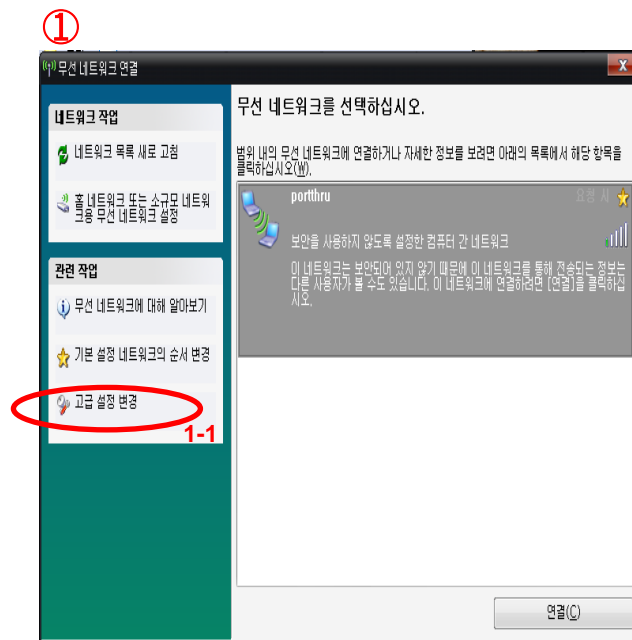 ①
무선 네트워크 연결
네트워크 작업
네트워크 목록 새로 고침
홈 네트워크 또는 소규모 네트워
크용 무선 네트워크 설정
관련 작업
무선 네트워크에 대해 알아보기
기본 설정 네트워크의 순서 변경
고급 설정 변경
1-1
무선 네트워크를 선택하십시오.
범위 내의 무선 네트워크에 연결하거나 자세한 정보를 보려면 아래의 목록에서 해당 항목을
클릭하십시오(W).
portthru
요청 시
보안을 사용하지 않도록 설정한 컴퓨터 간 네트워크
이 네트워크는 보안되어 있지 않기 때문에 이 네트워크를 통해 전송되는 정보는
다른 사용자가 볼 수도 있습니다. 이 네트워크에 연결하려면 [연결]을 클릭하십
시오.
연결(C)